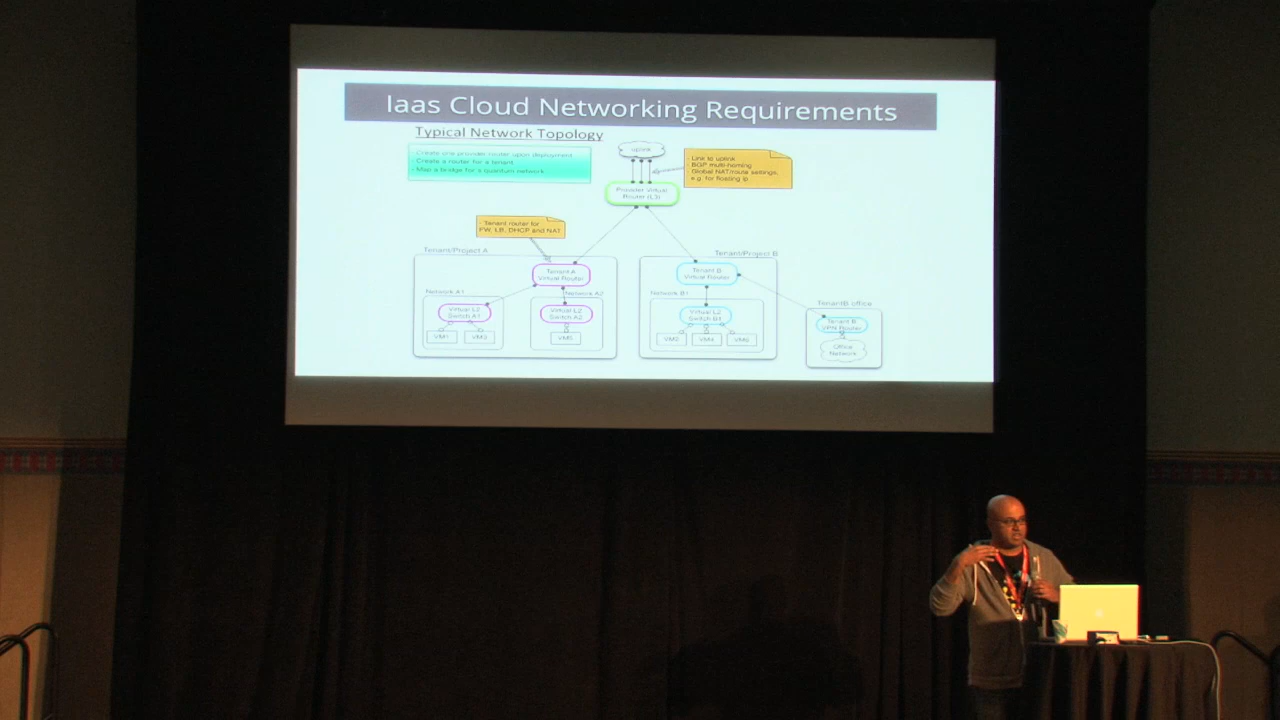 Iaas Cloud Networking Requirements
Typical Network Topology
- Create one provider router upon deployment
- Create a router for a tenant
- Map a bridge for a quantum network
uplink
- Link to uplink
- BGP multi-homing
- Global NAT/route settings,
e.g. for floating ip
Provider Virtual
Router (L3)
- Tenant router for
FW, LB, DHCP and NAT
Tenant/Project A
Tenant A
Virtual Router
Network A1
Virtual L2
Switch A1
VM1
VM3
Network A2
Virtual L2
Switch A2
VM5
Tenant/Project B
Tenant B
Virtual Router
Network B1
Virtual L2
Switch B1
VM2
VM4
VM6
TenantB office
Tenant B
VPN Router
Office
Network